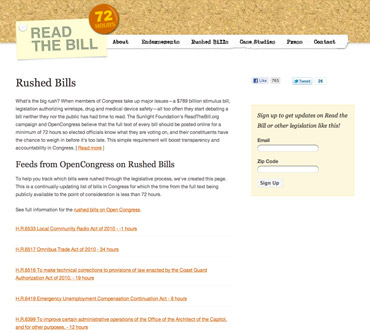 READ
THE BILL
72
HOURS
About Endorsements Rushed Bills Case Studies Press Contact
Rushed Bills
Like 765 Tweet 26
What's the big rush? When members of Congress take up major issues—a $789 billion stimulus bill,
legislation authorizing wiretaps, drug and medical device safety—all too often they start debating a
bill neither they nor the public has had time to read. The Sunlight Foundation's ReadTheBill.org
campaign and OpenCongress believe that the full text of every bill should be posted online for a
minimum of 72 hours so elected officials know what they are voting on, and their constituents have
the chance to weigh in before it's too late. This simple requirement will boost transparency and
accountability in Congress. [ Read more ]
Sign up to get updates on Read the
Bill or other legislation like this!
Email
Zip Code
Sign Up
Feeds from OpenCongress on Rushed Bills
To help you track which bills were rushed through the legislative process, we've created this page.
This is a continually-updating list of bills in Congress for which the time from the full text being
publicly available to the point of consideration is less than 72 hours.
See full information for the rushed bills on Open Congress.
H.R.6533 Local Community Radio Act of 2010 - -1 hours
H.R.6517 Omnibus Trade Act of 2010 - 34 hours
H.R.6516 To make technical corrections to provisions of law enacted by the Coast Guard
Authorization Act of 2010. - 19 hours
H.R.6419 Emergency Unemployment Compensation Continuation Act - 8 hours
H.R.6399 To improve certain administrative operations of the Office of the Architect of the Capitol,
and for other purposes. - 12 hours